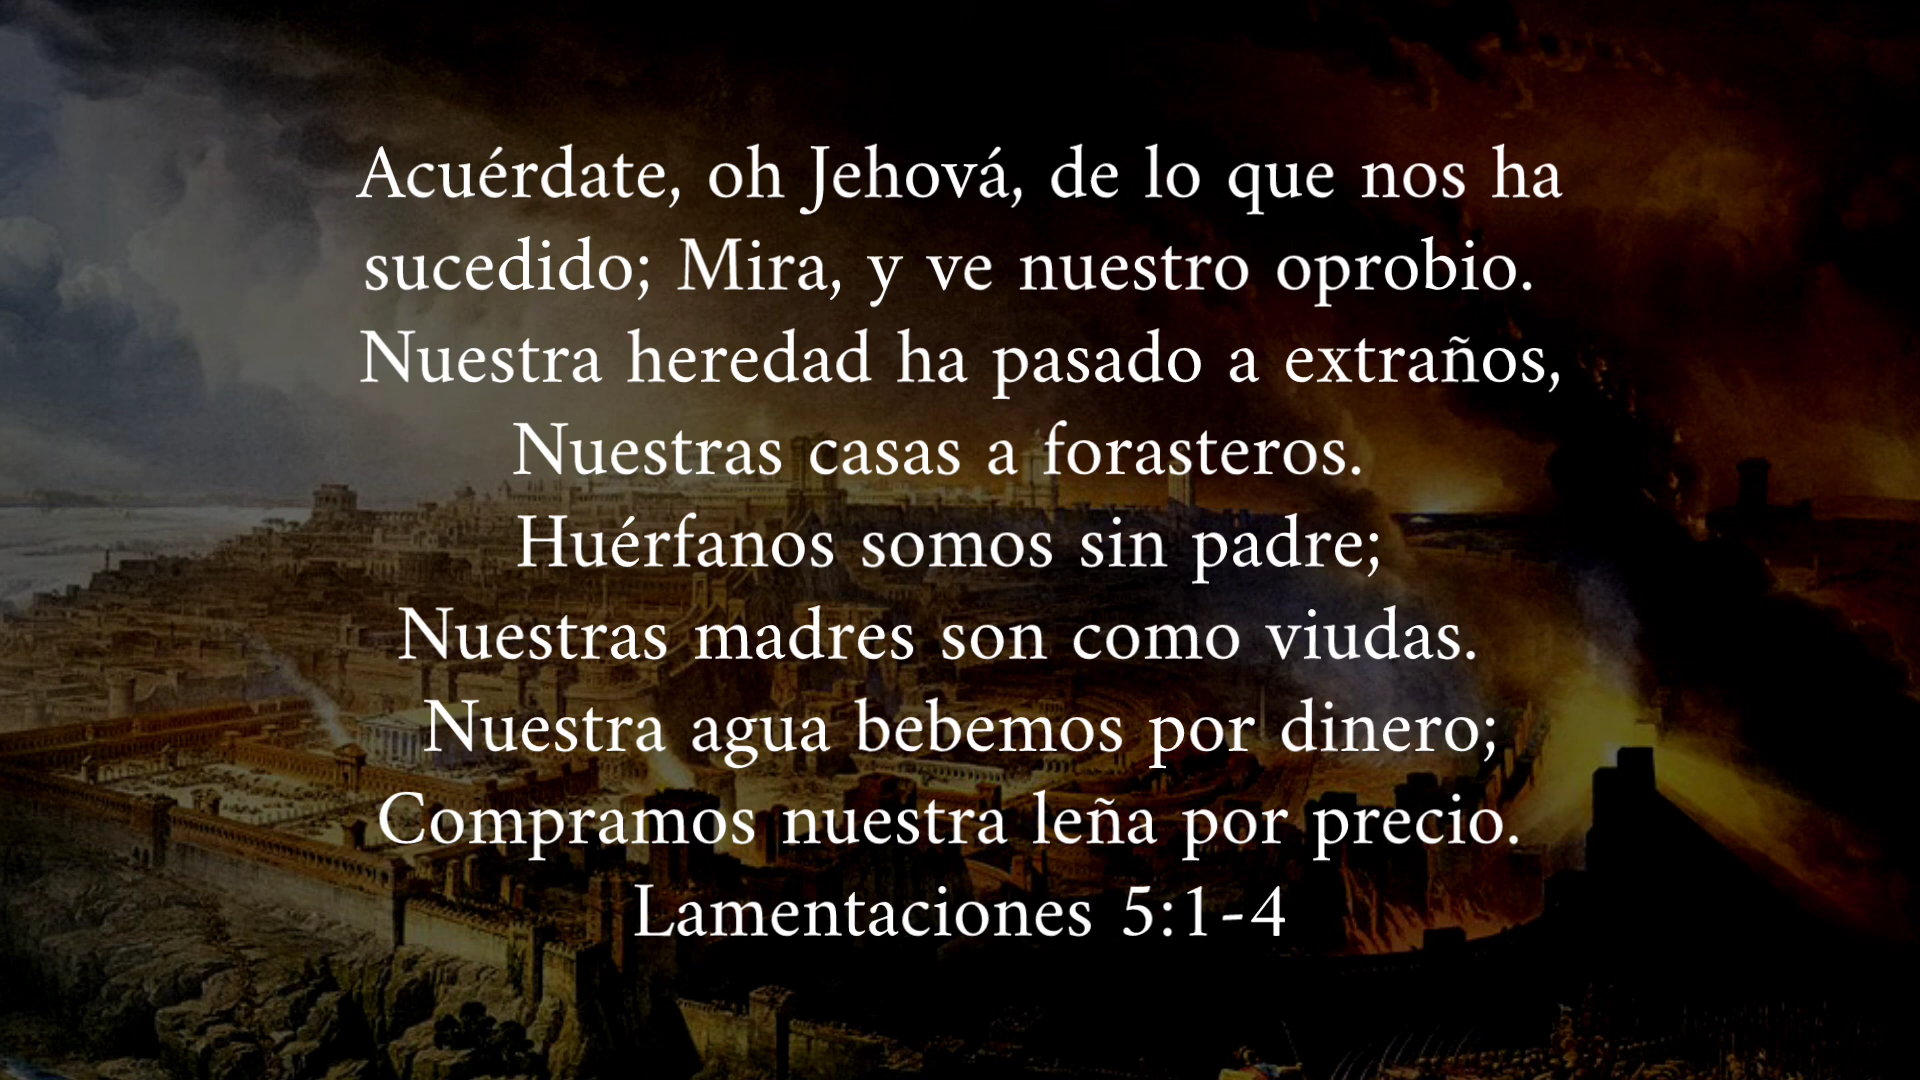 Acuérdate, oh Jehová, de lo que nos ha
sucedido; Mira, y ve nuestro oprobio.
Nuestra heredad ha pasado a extraños,
Nuestras casas a forasteros.
Huérfanos somos sin padre;
Nuestras madres son como viudas.
Nuestra agua bebemos por dinero;
Compramos nuestra leña por precio.
Lamentaciones 5:1-4